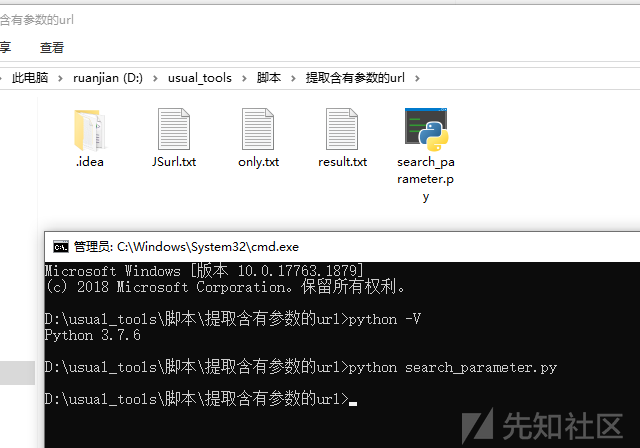 含有参数的url
享 查看
此电脑 › ruanjian (D:) › usual_tools › 脚本 › 提取含有参数的url ›
.idea JSurl.txt only.txt result.txt search_pa
rameter.p
y
管理员: C:\Windows\System32\cmd.exe
Microsoft Windows [版本 10.0.17763.1879]
(c) 2018 Microsoft Corporation。保留所有权利。
D:\usual_tools\脚本\提取含有参数的url>python -V
Python 3.7.6
D:\usual_tools\脚本\提取含有参数的url>python search_parameter.py
D:\usual_tools\脚本\提取含有参数的url>
先知社区